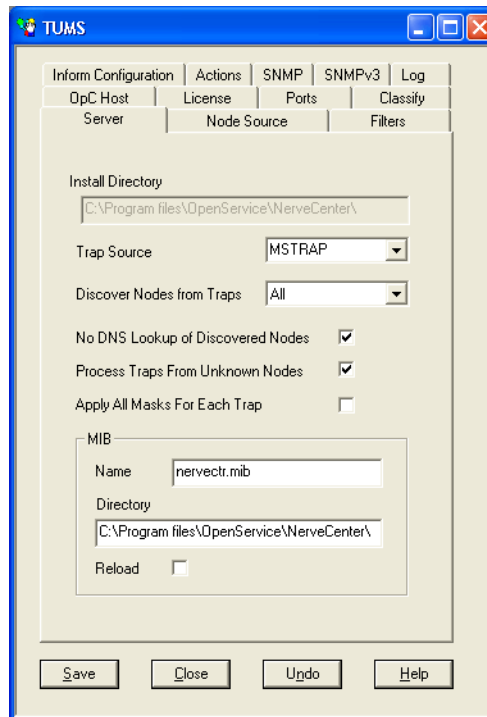 TUMS
Inform Configuration Actions SNMP SNMPv3 Log
OpC Host License Ports Classify
Server Node Source Filters
Install Directory
C:\Program files\OpenService\NerveCenter\
Trap Source MSTRAP
Discover Nodes from Traps All
No DNS Lookup of Discovered Nodes
Process Traps From Unknown Nodes
Apply All Masks For Each Trap
MIB
Name nervectr.mib
Directory
C:\Program files\OpenService\NerveCenter\
Reload
Save Close Undo Help